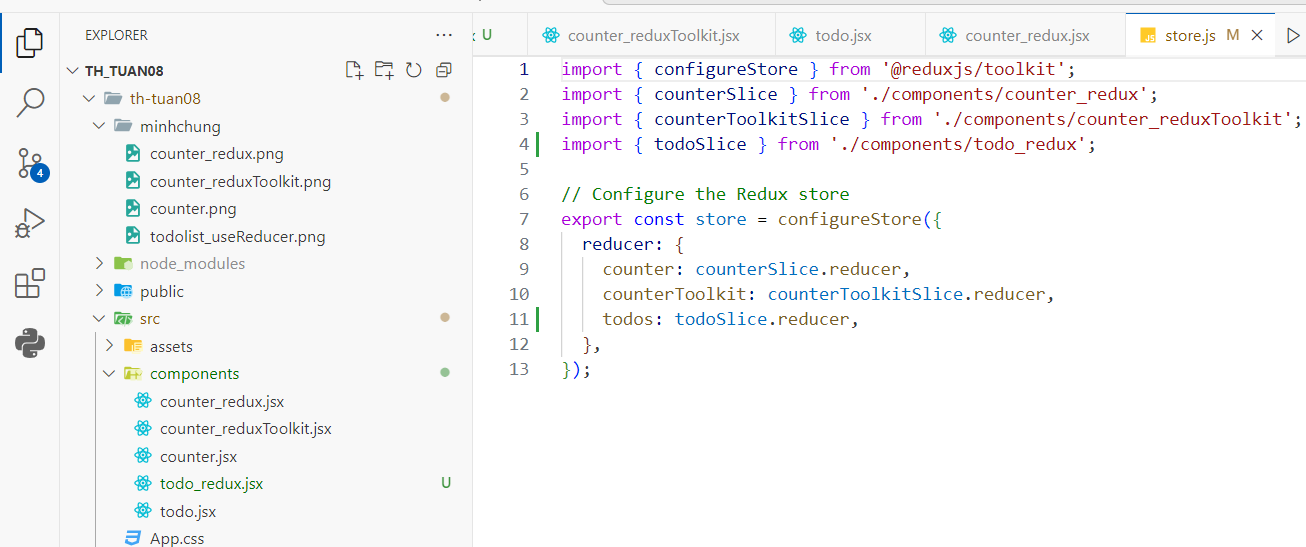 EXPLORER
TH_TUAN08
th-tuan08
minhchung
counter_redux.png
counter_reduxToolkit.png
counter.png
todolist_useReducer.png
node_modules
public
src
assets
components
counter_redux.jsx
counter_reduxToolkit.jsx
counter.jsx
todo_redux.jsx U
todo.jsx
App.css
4
U counter_reduxToolkit.jsx todo.jsx counter_redux.jsx JS store.js M
1 import { configureStore } from '@reduxjs/toolkit';
2 import { counterSlice } from './components/counter_redux';
3 import { counterToolkitSlice } from './components/counter_reduxToolkit';
4 import { todoSlice } from './components/todo_redux';
5
6 // Configure the Redux store
7 export const store = configureStore({
8 reducer: {
9 counter: counterSlice.reducer,
10 counterToolkit: counterToolkitSlice.reducer,
11 todos: todoSlice.reducer,
12 },
13 });